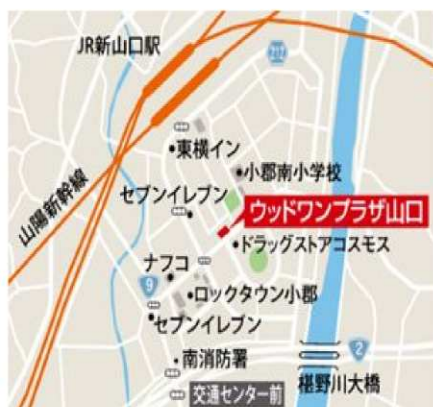 JR新山口駅
212
東横イン
小郡南小学校
山陽新幹線
セブンイレブン
ウッドワンプラザ山口
ドラッグストアコスモス
ナフコ
9
ロックタウン小郡
セブンイレブン
南消防署
2
交通センター前
椹野川大橋